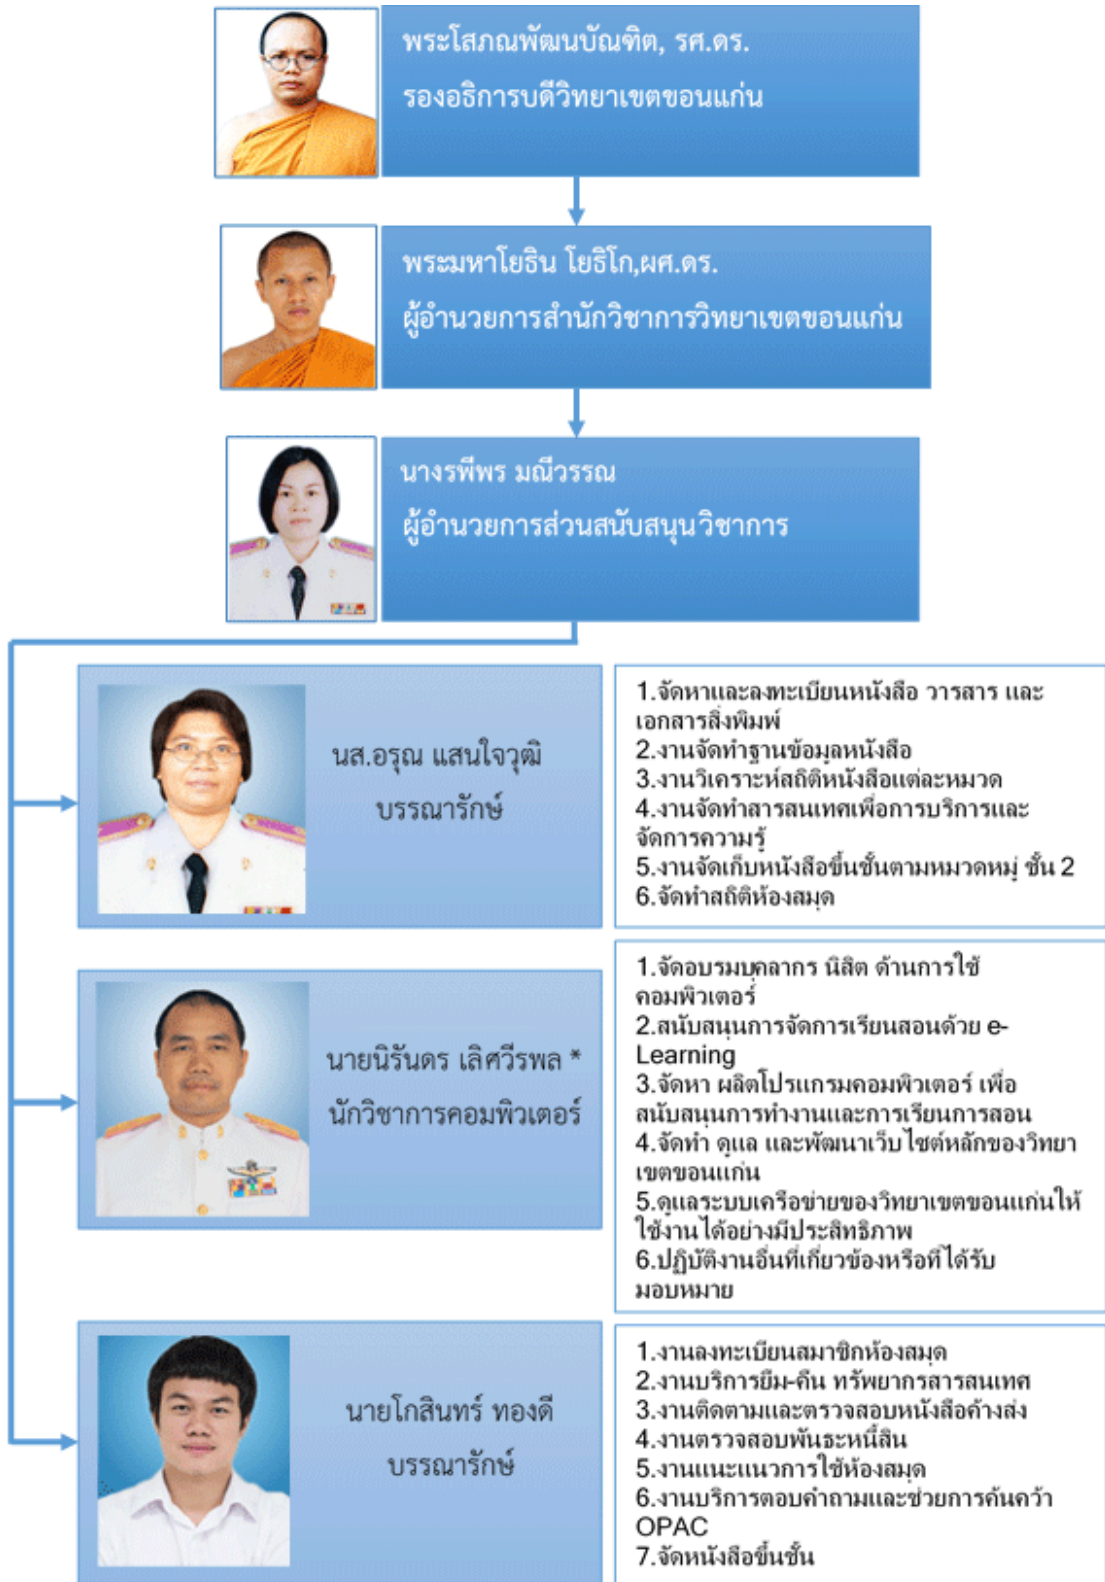 พระโสภณพัฒนบัณฑิต, รศ.ดร.
รองอธิการบดีวิทยาเขตขอนแก่น
พระมหาโยธิน โยธิโก,ผศ.ดร.
ผู้อำนวยการสำนักวิชาการวิทยาเขตขอนแก่น
นางรพีพร มณีวรรณ
ผู้อำนวยการส่วนสนับสนุนวิชาการ
นส.อรุณ แสนใจวุฒิ
บรรณารักษ์
1.จัดหาและลงทะเบียนหนังสือ วารสาร และ
เอกสารสิ่งพิมพ์
2.งานจัดทำฐานข้อมูลหนังสือ
3.งานวิเคราะห์สถิติหนังสือแต่ละหมวด
4.งานจัดทำสารสนเทศเพื่อการบริการและ
จัดการความรู้
5.งานจัดเก็บหนังสือขึ้นชั้นตามหมวดหมู่ ชั้น 2
6.จัดทำสถิติห้องสมุด
นายนิรันดร เลิศวีรพล *
นักวิชาการคอมพิวเตอร์
1.จัดอบรมบุคลากร นิสิต ด้านการใช้
คอมพิวเตอร์
2.สนับสนุนการจัดการเรียนสอนด้วย e-
Learning
3.จัดหา ผลิตโปรแกรมคอมพิวเตอร์ เพื่อ
สนับสนุนการทำงานและการเรียนการสอน
4.จัดทำ ดูแล และพัฒนาเว็บไซต์หลักของวิทยา
เขตขอนแก่น
5.ดูแลระบบเครือข่ายของวิทยาเขตขอนแก่นให้
ใช้งานได้อย่างมีประสิทธิภาพ
6.ปฏิบัติงานอื่นที่เกี่ยวข้องหรือที่ได้รับ
มอบหมาย
นายโกสินทร์ ทองดี
บรรณารักษ์
1.งานลงทะเบียนสมาชิกห้องสมุด
2.งานบริการยืม-คืน ทรัพยากรสารสนเทศ
3.งานติดตามและตรวจสอบหนังสือค้างส่ง
4.งานตรวจสอบพันธะหนี้สิน
5.งานแนะแนวการใช้ห้องสมุด
6.งานบริการตอบคำถามและช่วยการค้นคว้า
OPAC
7.จัดหนังสือขึ้นชั้น